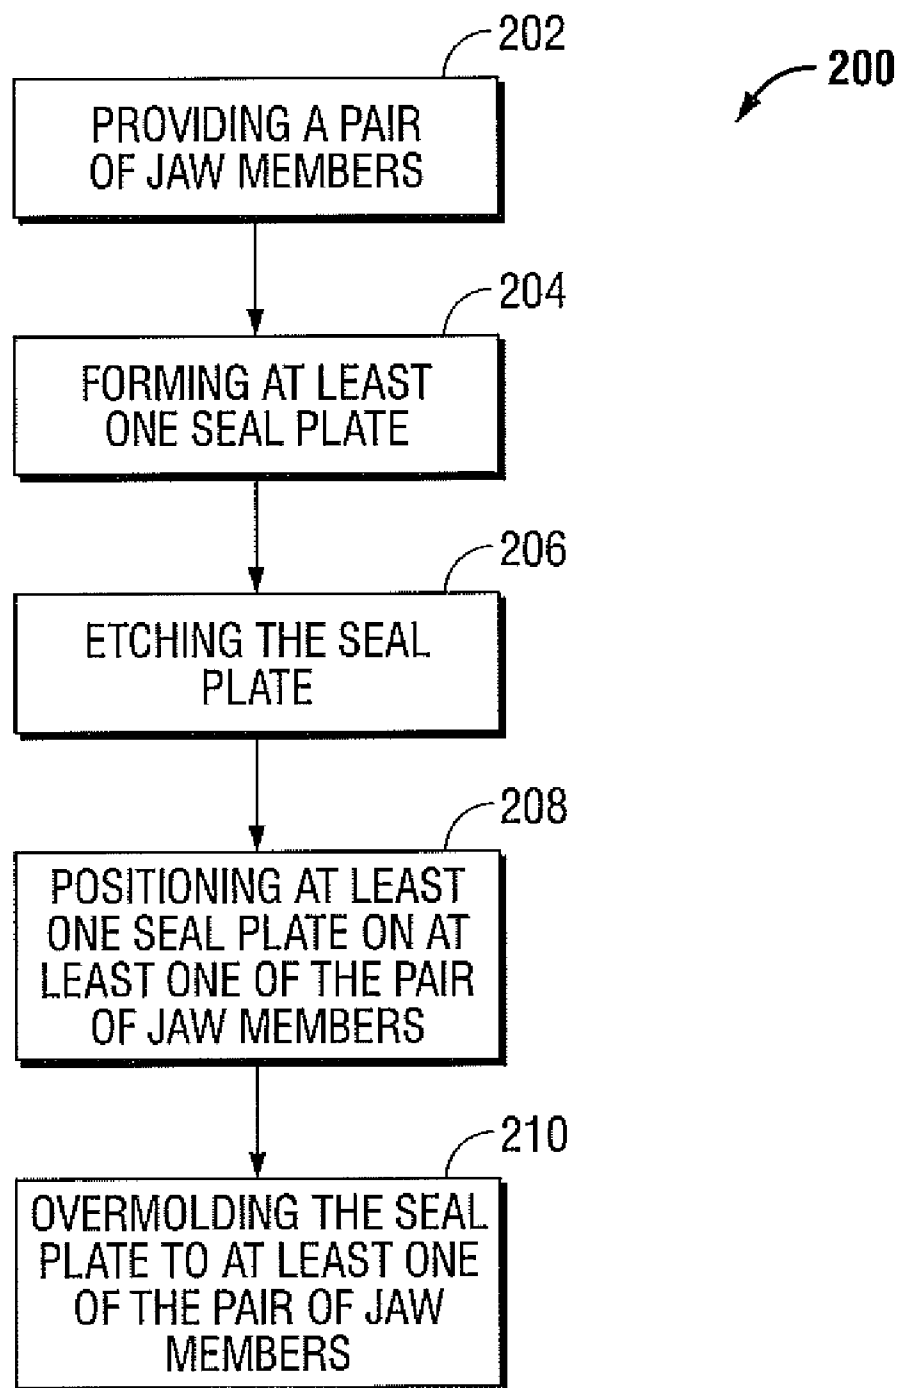 202
200
PROVIDING A PAIR
OF JAW MEMBERS
204
FORMING AT LEAST
ONE SEAL PLATE
206
ETCHING THE SEAL
PLATE
208
POSITIONING AT LEAST
ONE SEAL PLATE ON AT
LEAST ONE OF THE PAIR
OF JAW MEMBERS
210
OVERMOLDING THE SEAL
PLATE TO AT LEAST ONE
OF THE PAIR OF JAW
MEMBERS